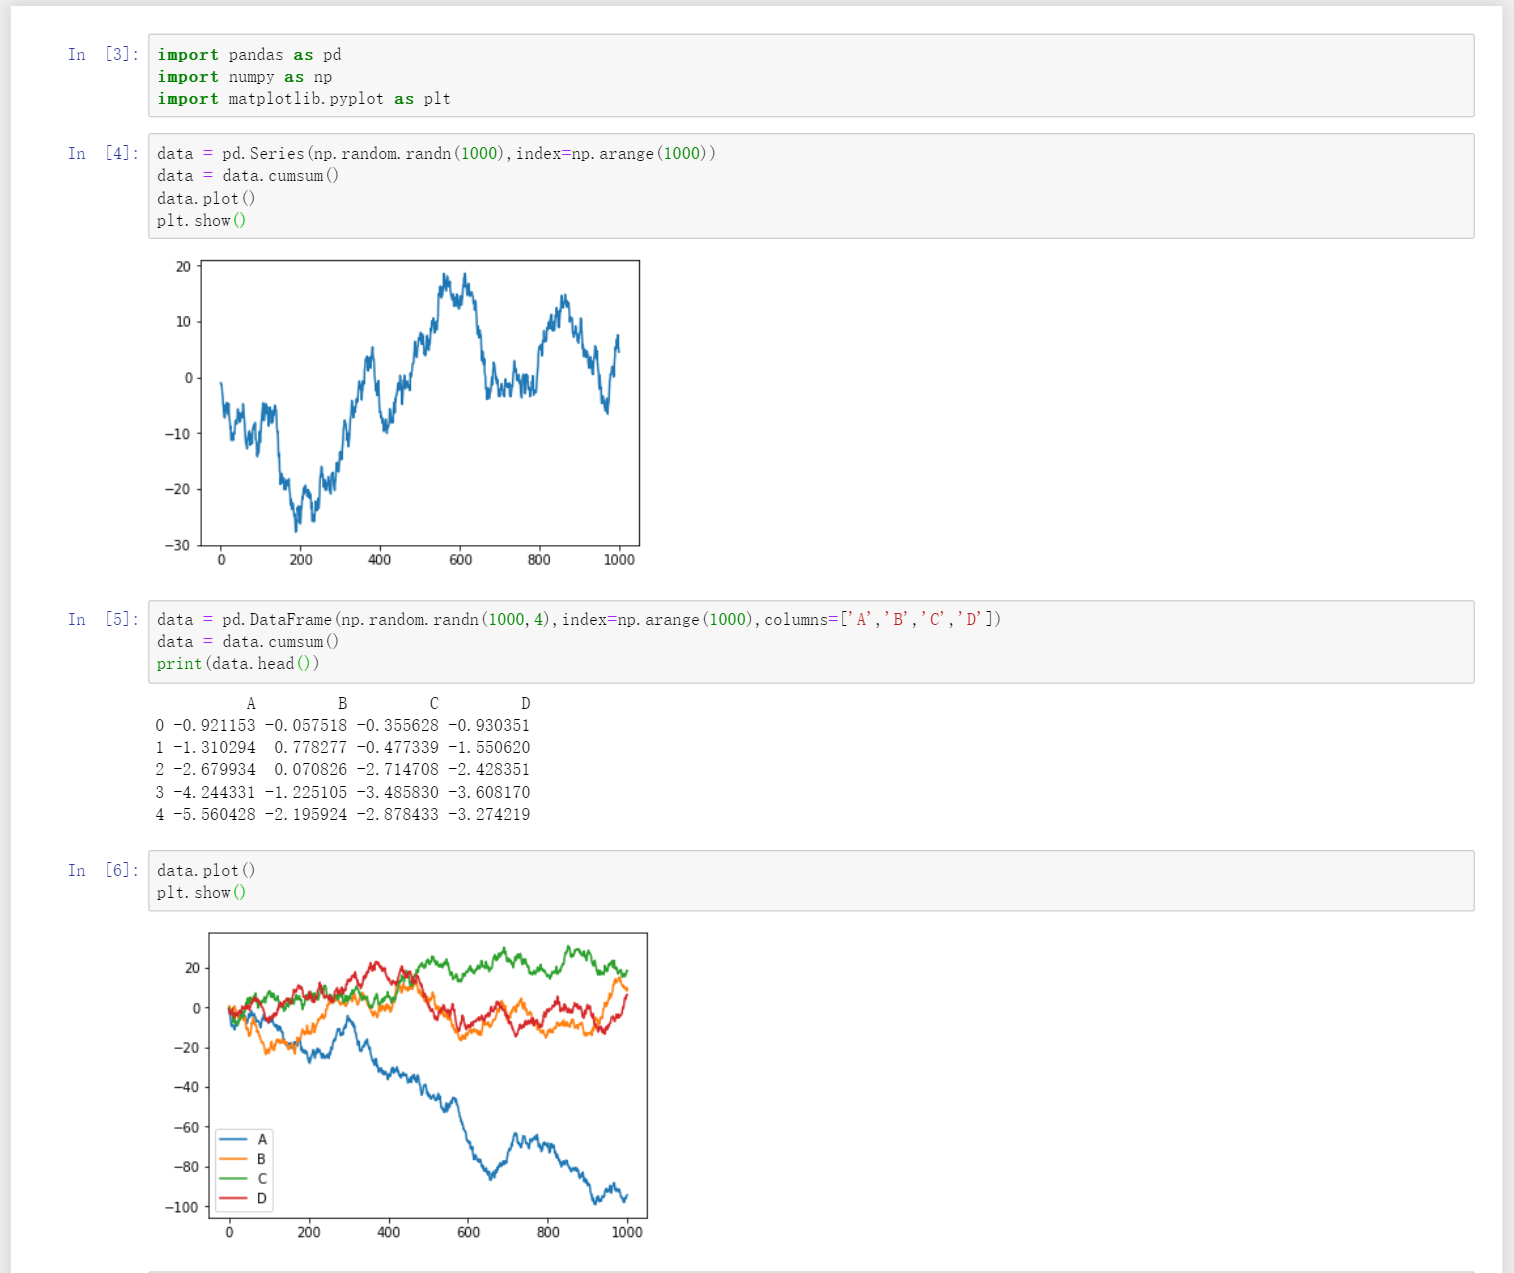 In [3]: import pandas as pd
import numpy as np
import matplotlib.pyplot as plt
In [4]: data = pd.Series(np.random.randn(1000),index=np.arange(1000))
data = data.cumsum()
data.plot()
plt.show()
20
10
0
−10
−20
−30
0 200 400 600 800 1000
In [5]: data = pd.DataFrame(np.random.randn(1000,4),index=np.arange(1000),columns=['A','B','C','D'])
data = data.cumsum()
print(data.head())
A B C D
0 -0.921153 -0.057518 -0.355628 -0.930351
1 -1.310294 0.778277 -0.477339 -1.550620
2 -2.679934 0.070826 -2.714708 -2.428351
3 -4.244331 -1.225105 -3.485830 -3.608170
4 -5.560428 -2.195924 -2.878433 -3.274219
In [6]: data.plot()
plt.show()
20
0
−20
−40
−60
−80
−100
A
B
C
D
0 200 400 600 800 1000